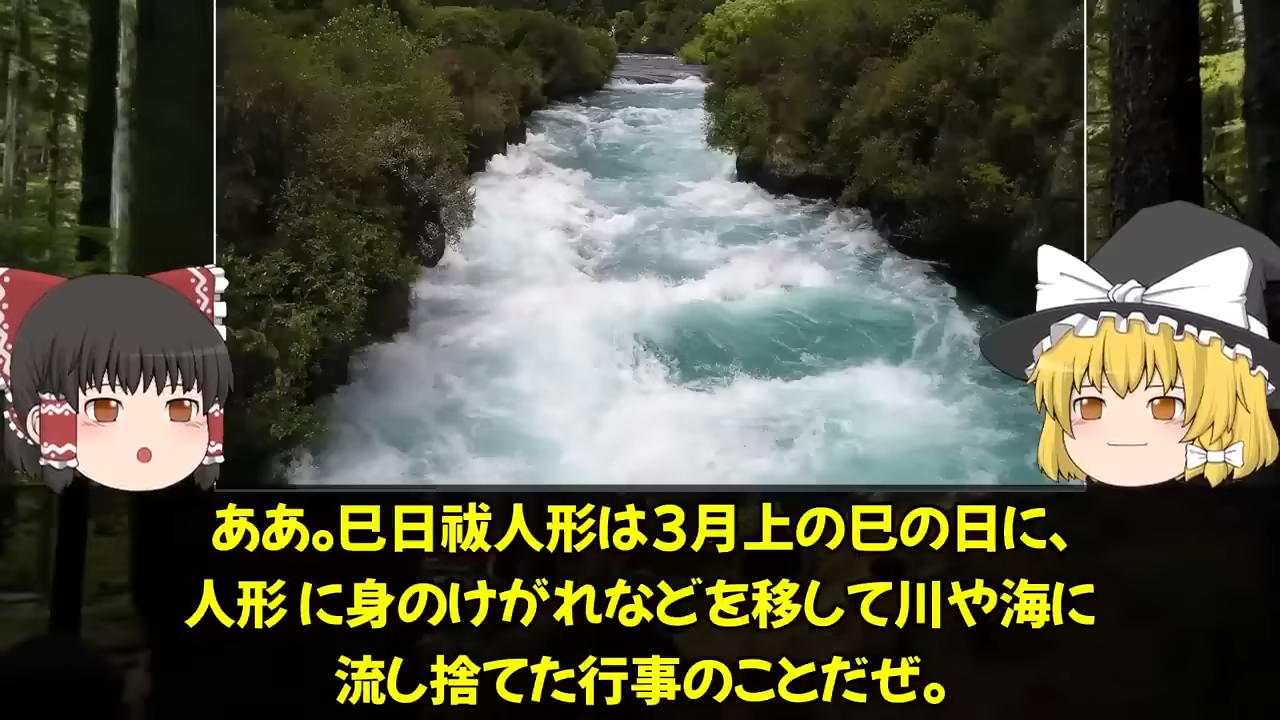 ああ。巳日祓人形は３月上の巳の日に、
人形に身のけがれなどを移して川や海に
流し捨てた行事のことだぜ。